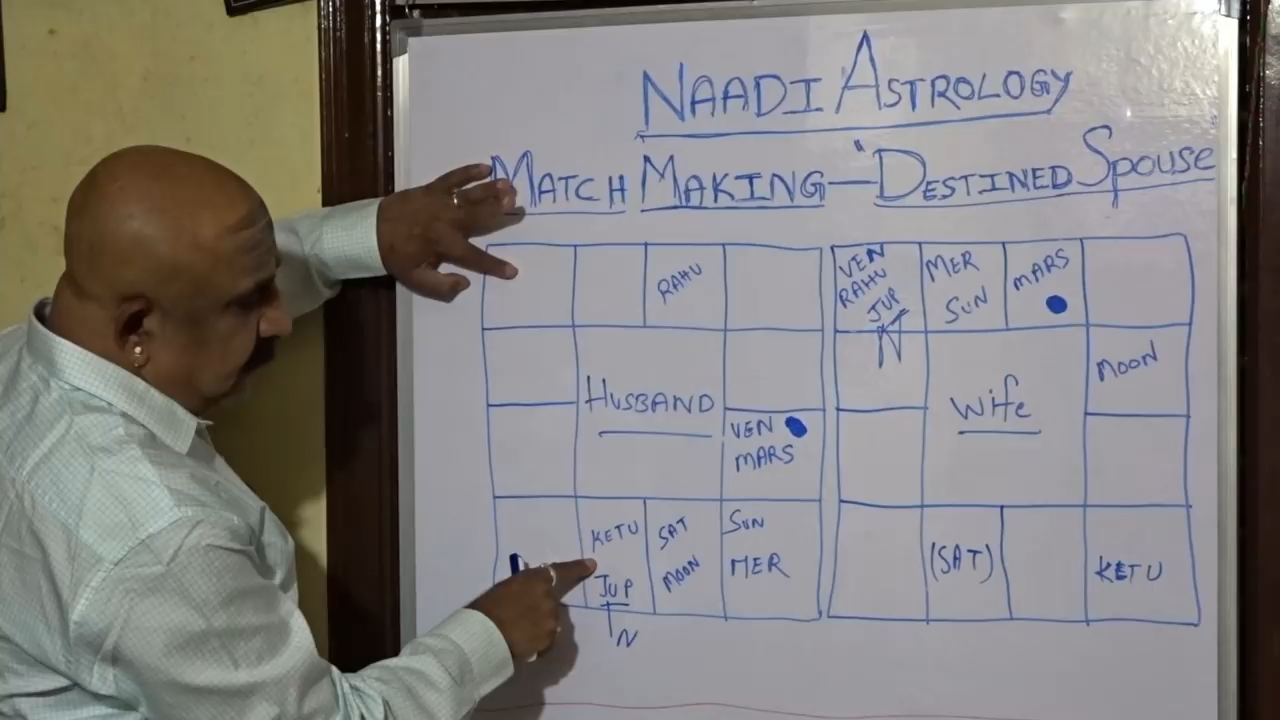 NAADI ASTROLOGY
MATCH MAKING — "DESTINED SPOUSE
RAHU
HUSBAND
VEN
MARS
KETU
JUP
N
SAT
MOON
SUN
MER
VEN
RAHU
JUP
N
MER
SUN
MARS
MOON
Wife
(SAT)
KETU